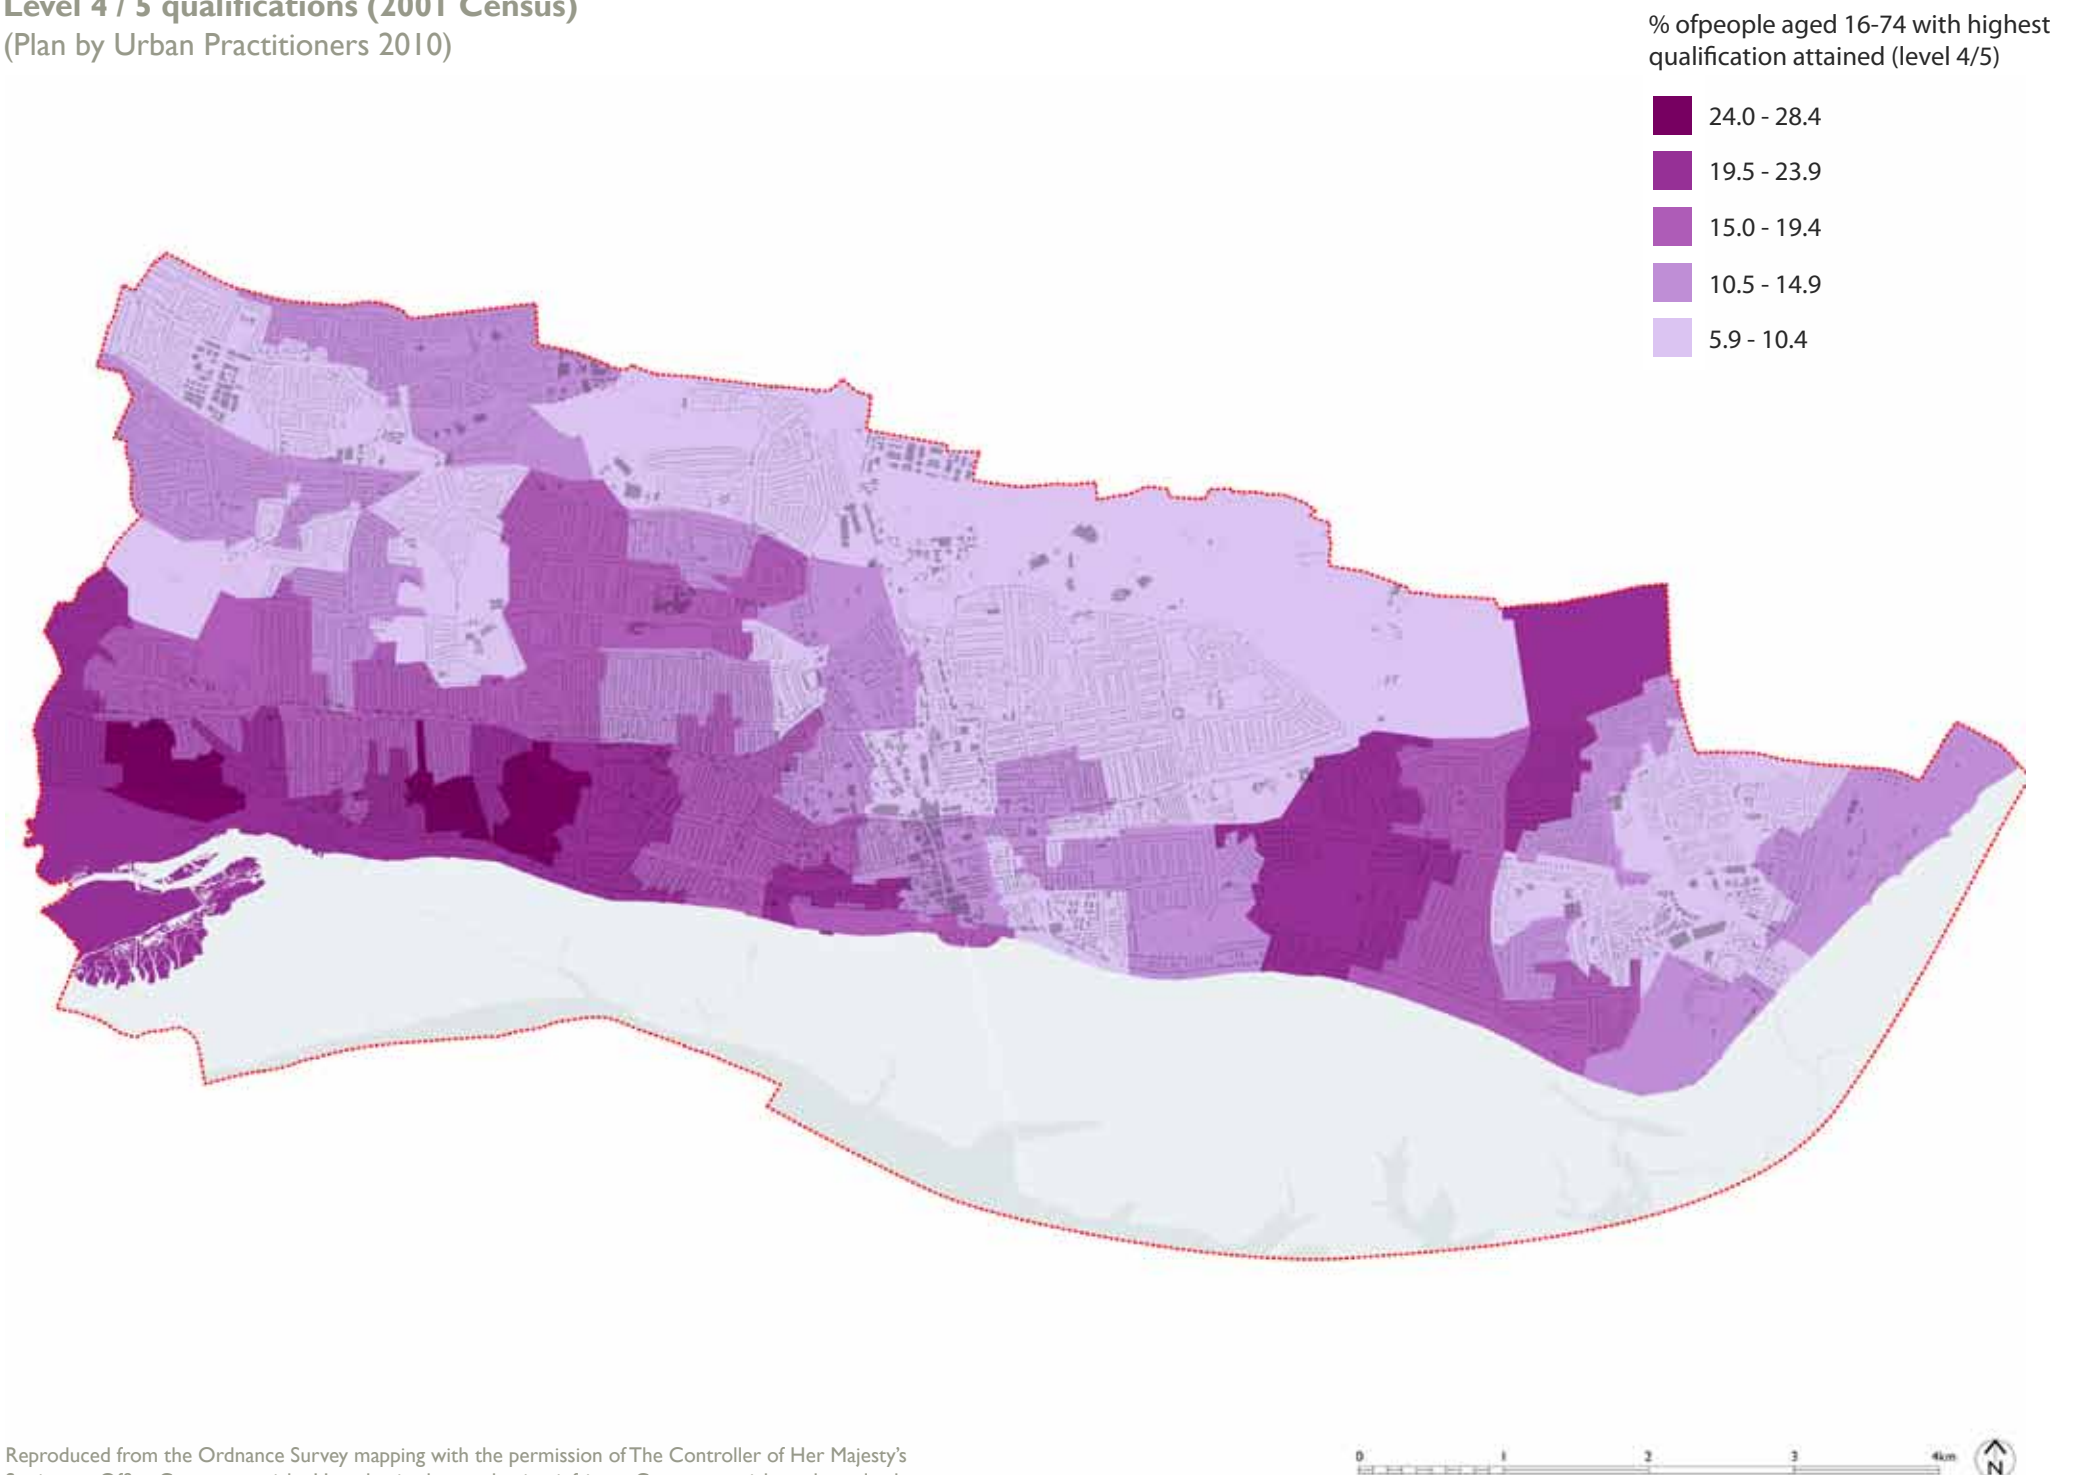 Level 4 / 5 qualifications (2001 Census)
(Plan by Urban Practitioners 2010)
% ofpeople aged 16-74 with highest
qualification attained (level 4/5)
24.0 - 28.4
19.5 - 23.9
15.0 - 19.4
10.5 - 14.9
5.9 - 10.4
Reproduced from the Ordnance Survey mapping with the permission of The Controller of Her Majesty's
0 1 2 3 4km
N